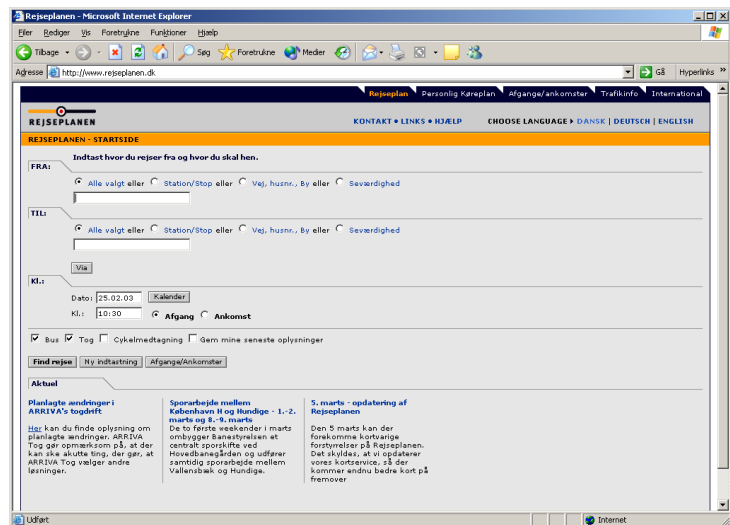 Rejseplanen - Microsoft Internet Explorer
Filer Rediger Vis Foretrukne Funktioner Hjælp
Tilbage Søg Foretrukne Medier
Adresse http://www.rejseplanen.dk Gå Hyperlinks »
Rejseplan Personlig Køreplan Afgange/ankomster Trafikinfo International
REJSEPLANEN KONTAKT • LINKS • HJÆLP CHOOSE LANGUAGE DANSK | DEUTSCH | ENGLISH
REJSEPLANEN - STARTSIDE
Indtast hvor du rejser fra og hvor du skal hen.
FRA:
Alle valgt eller Station/Stop eller Vej, husnr., By eller Seværdighed
TIL:
Alle valgt eller Station/Stop eller Vej, husnr., By eller Seværdighed
Via
Kl.:
Dato: 25.02.03 Kalender
Kl.: 10:30 Afgang Ankomst
Bus Tog Cykelmedtagning Gem mine seneste oplysninger
Find rejse Ny indtastning Afgange/Ankomster
Aktuel
Planlagte ændringer i
ARRIVA's togdrift
Her kan du finde oplysning om
planlagte ændringer. ARRIVA
Tog gør opmærksom på, at der
kan ske akutte ting, der gør, at
ARRIVA Tog vælger andre
løsninger.
Sporarbejde mellem
København H og Hundige - 1.-2.
marts og 8.-9. marts
De to første weekender i marts
ombygger Banestyrelsen et
centralt sporskifte ved
Hovedbanegården og udfører
samtidig sporarbejde mellem
Vallensbæk og Hundige.
5. marts - opdatering af
Rejseplanen
Den 5 marts kan der
forekomme kortvarige
forstyrrelser på Rejseplanen.
Det skyldes, at vi opdaterer
vores kortservice, så der
kommer endnu bedre kort på
fremover
Udført Internet